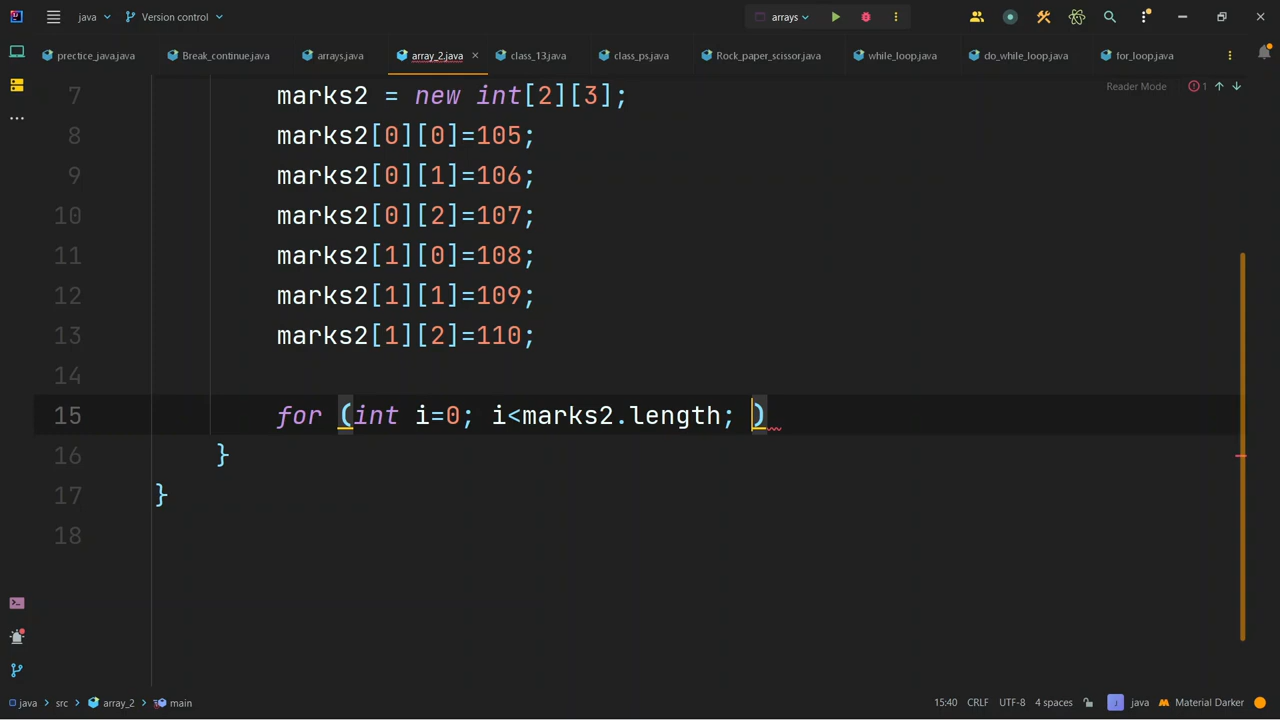 java
Version control
arrays
prectice_java.java
Break_continue.java
arrays.java
array_2.java
class_13.java
class_ps.java
Rock_paper_scissor.java
while_loop.java
do_while_loop.java
for_loop.java
Reader Mode
1
7 marks2 = new int[2][3];
8 marks2[0][0]=105;
9 marks2[0][1]=106;
10 marks2[0][2]=107;
11 marks2[1][0]=108;
12 marks2[1][1]=109;
13 marks2[1][2]=110;
14
15 for (int i=0; i<marks2.length; )
16 }
17 }
18
java > src > array_2 > main
15:40 CRLF UTF-8 4 spaces java Material Darker